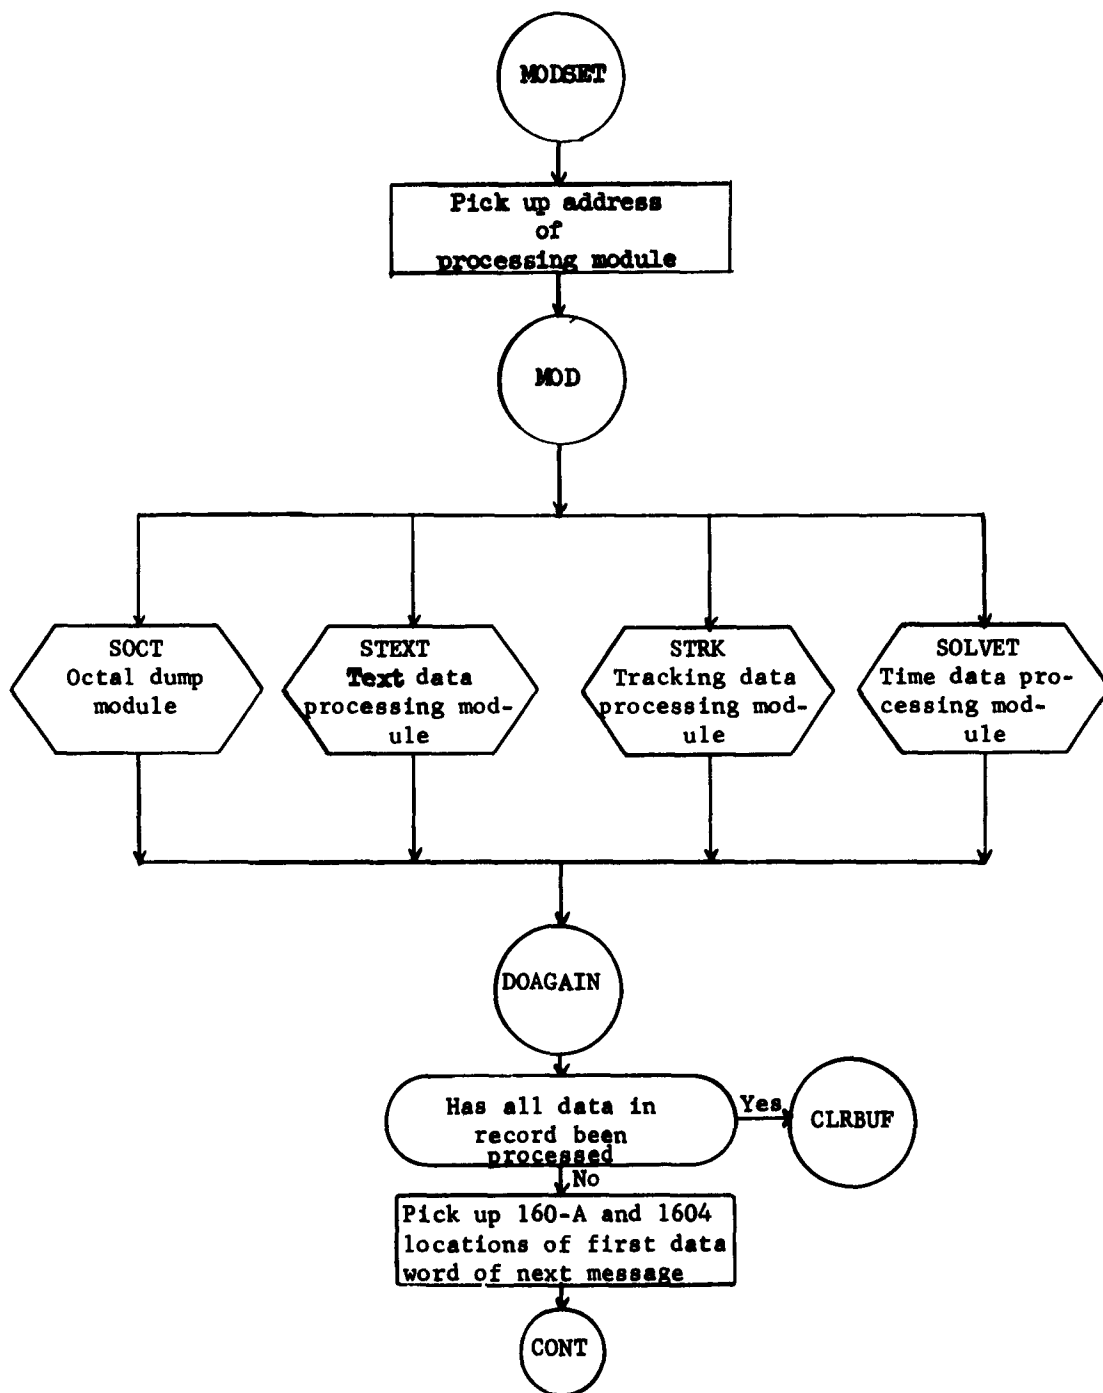 MODSET
Pick up address
of
processing module
MOD
SOCT
Octal dump
module
STEXT
Text data
processing mod-
ule
STRK
Tracking data
processing mod-
ule
SOLVET
Time data pro-
cessing mod-
ule
DOAGAIN
Has all data in
record been
processed
Yes
CLRBUF
No
Pick up 160-A and 1604
locations of first data
word of next message
CONT